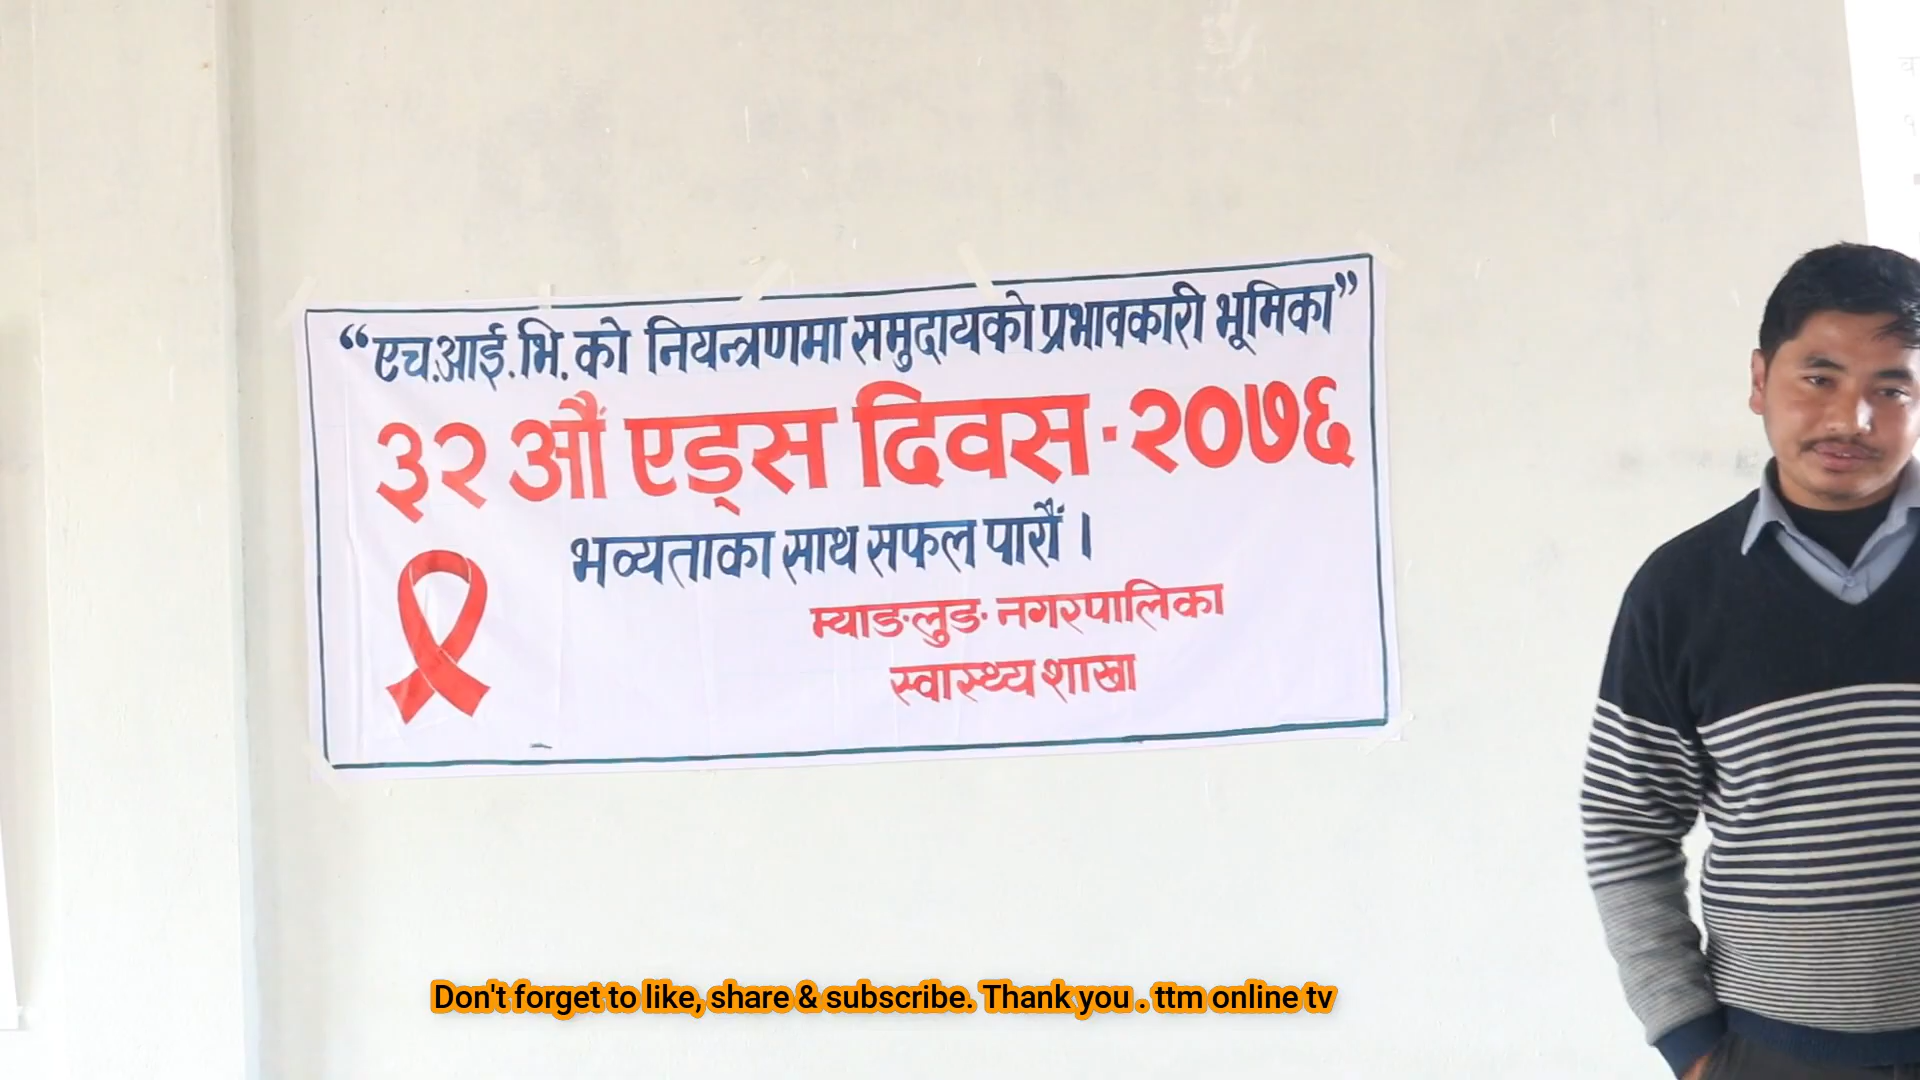 “एच.आई.भि.को नियन्त्रणमा समुदायको प्रभावकारी भूमिका”
३२ औं एड्स दिवस-२०७६
भव्यताका साथ सफल पारौं ।
म्याङलुङ नगरपालिका
स्वास्थ्य शाखा
Don't forget to like, share & subscribe. Thank you . ttm online tv